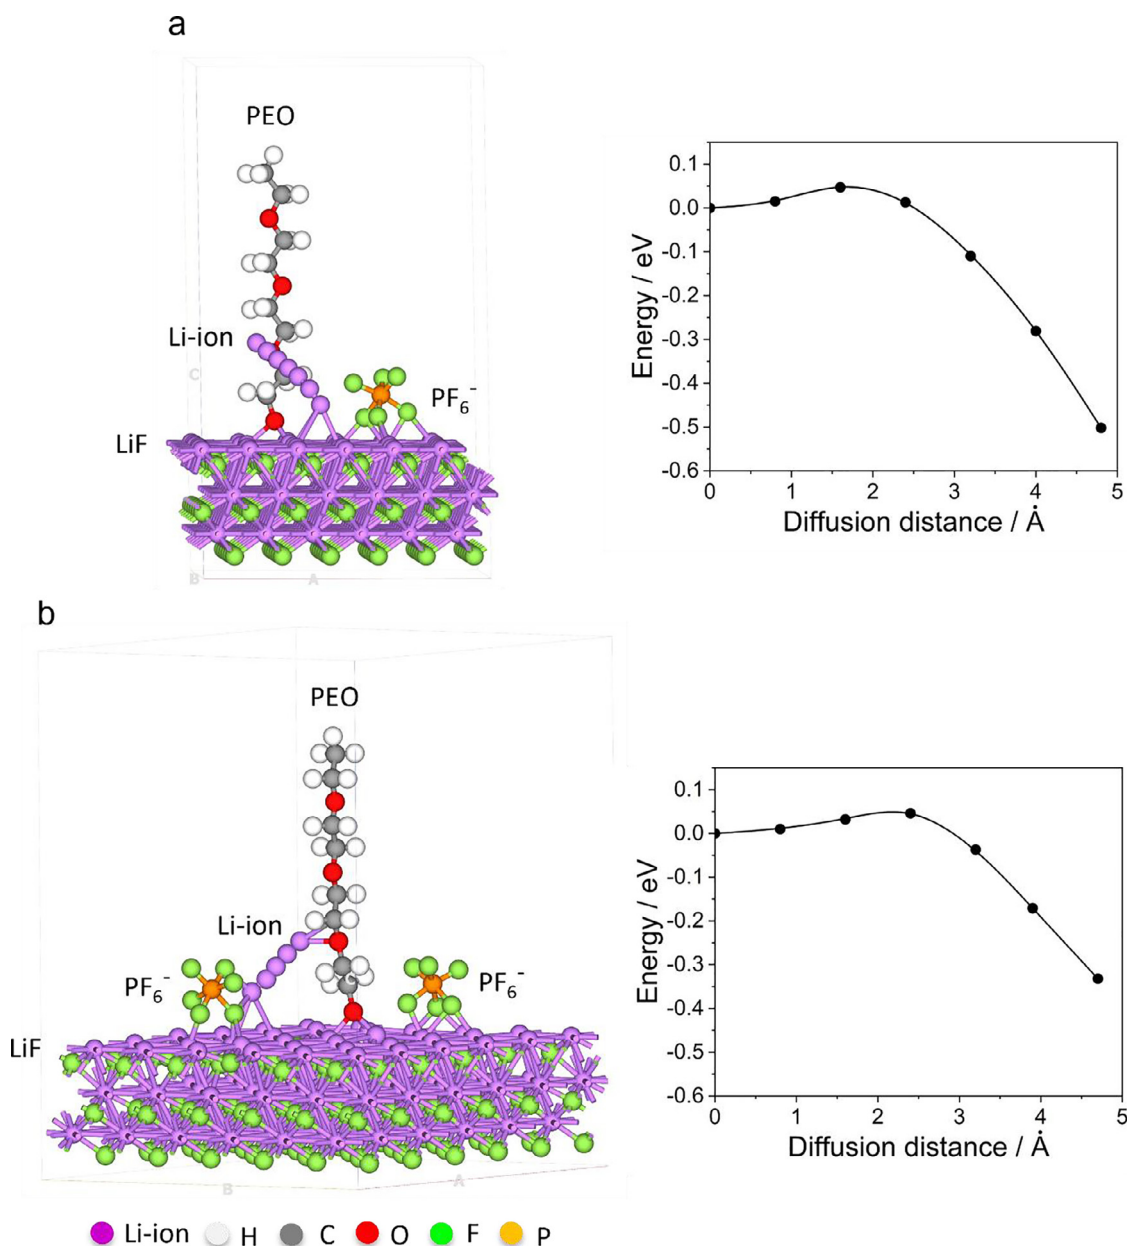 a
PEO
Li-ion
C
PF₆⁻
LiF
B
A
0.1
0.0
-0.1
-0.2
-0.3
-0.4
-0.5
-0.6
Energy / eV
0 1 2 3 4 5
Diffusion distance / Å
b
PEO
Li-ion
PF₆⁻
PF₆⁻
LiF
B
A
0.1
0.0
-0.1
-0.2
-0.3
-0.4
-0.5
-0.6
Energy / eV
0 1 2 3 4 5
Diffusion distance / Å
Li-ion H C O F P